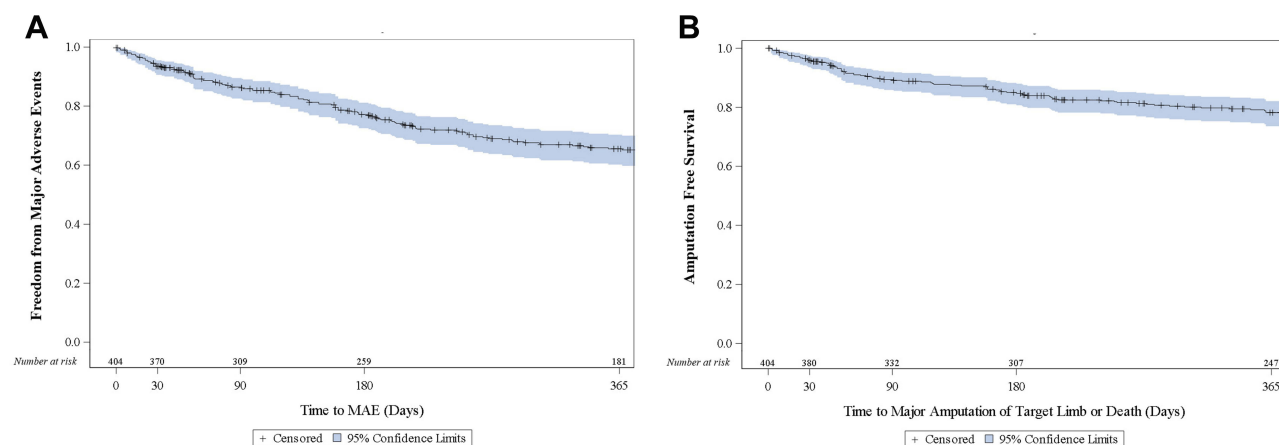 A
Freedom from Major Adverse Events
1.0
0.8
0.6
0.4
0.2
0.0
Number at risk
404 370 309 259 181
0 30 90 180 365
Time to MAE (Days)
+ Censored 95% Confidence Limits
B
Amputation Free Survival
1.0
0.8
0.6
0.4
0.2
0.0
Number at risk
404 380 332 307 247
0 30 90 180 365
Time to Major Amputation of Target Limb or Death (Days)
+ Censored 95% Confidence Limits